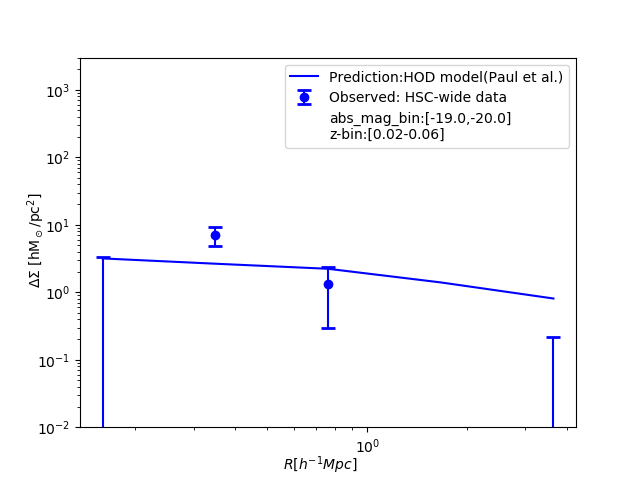 Prediction:HOD model(Paul et al.)
Observed: HSC-wide data
abs_mag_bin:[-19.0,-20.0]
z-bin:[0.02-0.06]
10³
10²
10¹
10⁰
10⁻¹
10⁻²
ΔΣ [hM⊙/pc²]
10⁰
R[h⁻¹Mpc]